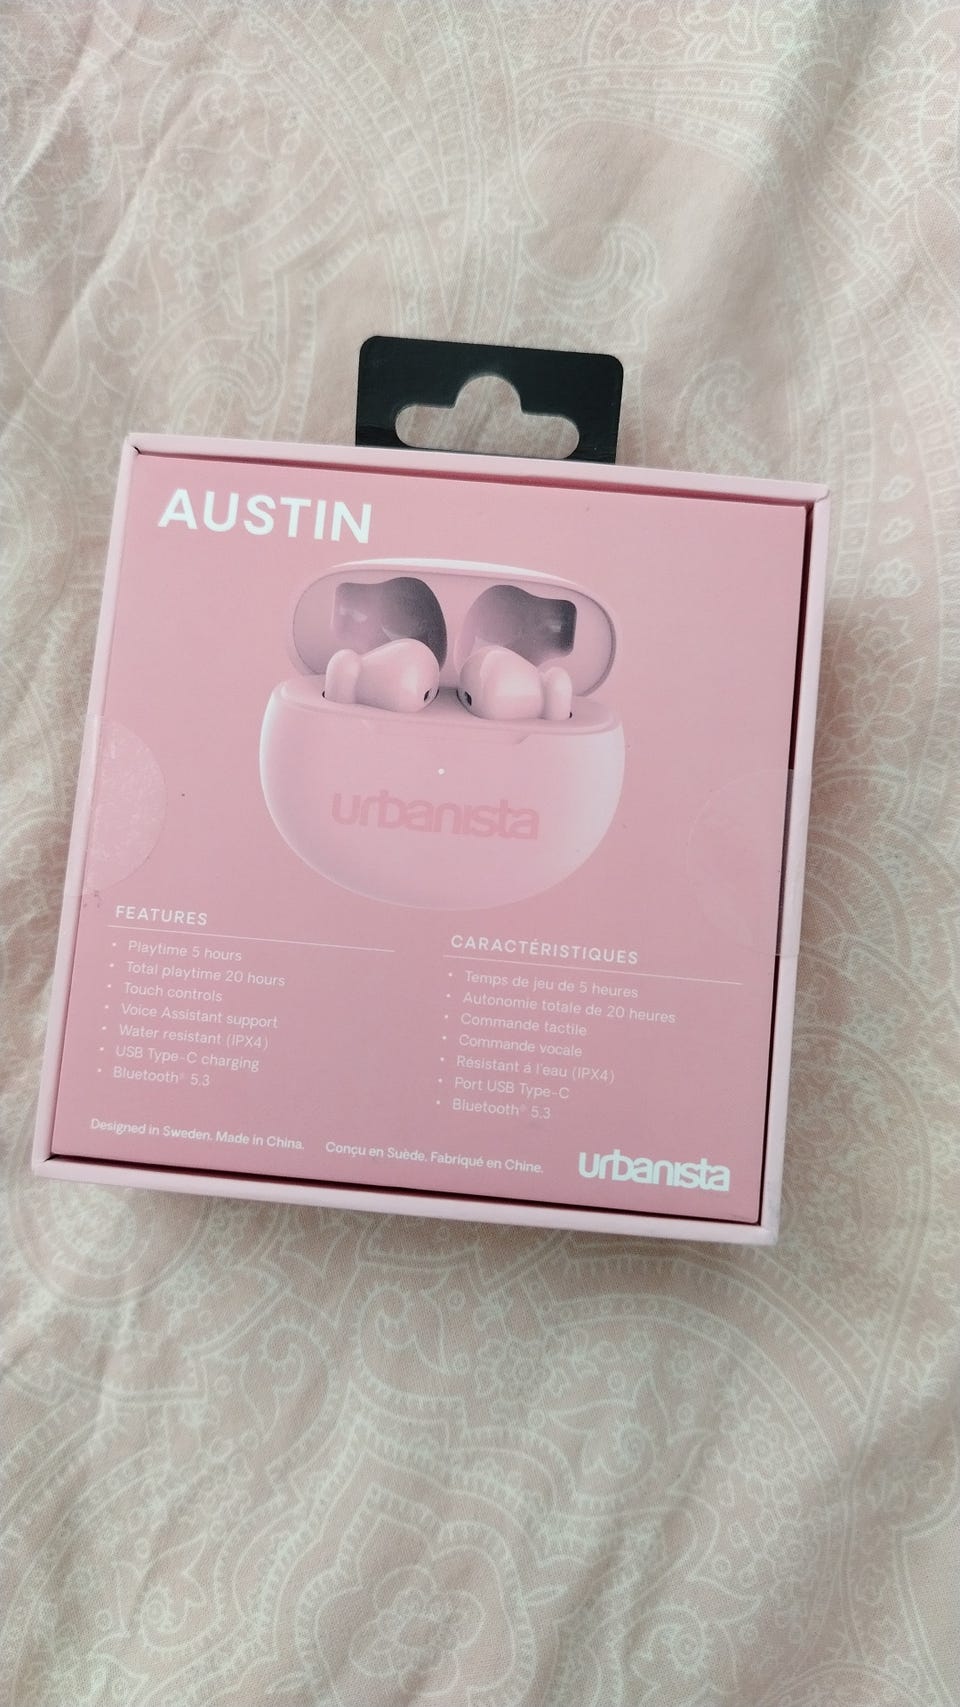 AUSTIN
urbanista
FEATURES
• Playtime 5 hours
• Total playtime 20 hours
• Touch controls
• Voice Assistant support
• Water resistant (IPX4)
• USB Type-C charging
• Bluetooth® 5.3
CARACTÉRISTIQUES
• Temps de jeu de 5 heures
• Autonomie totale de 20 heures
• Commande tactile
• Commande vocale
• Résistant à l'eau (IPX4)
• Port USB Type-C
• Bluetooth® 5.3
Designed in Sweden. Made in China.
Conçu en Suède. Fabriqué en Chine.
urbanista